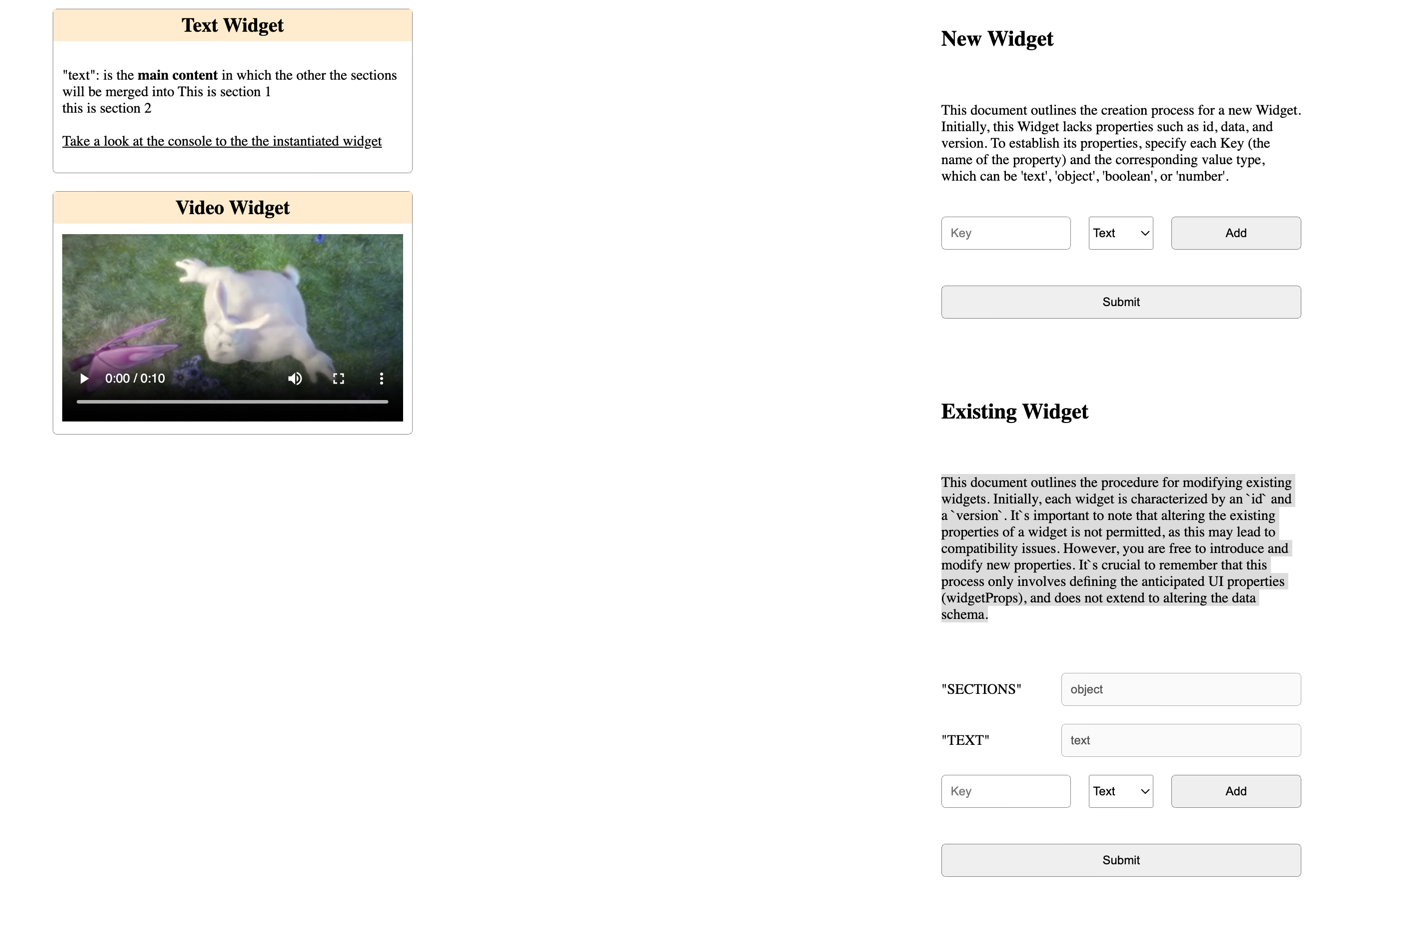 Text Widget
"text": is the main content in which the other the sections
will be merged into This is section 1
this is section 2
Take a look at the console to the the instantiated widget
Video Widget
0:00 / 0:10
New Widget
This document outlines the creation process for a new Widget.
Initially, this Widget lacks properties such as id, data, and
version. To establish its properties, specify each Key (the
name of the property) and the corresponding value type,
which can be 'text', 'object', 'boolean', or 'number'.
Key
Text
Add
Submit
Existing Widget
This document outlines the procedure for modifying existing
widgets. Initially, each widget is characterized by an `id` and
a `version`. It`s important to note that altering the existing
properties of a widget is not permitted, as this may lead to
compatibility issues. However, you are free to introduce and
modify new properties. It`s crucial to remember that this
process only involves defining the anticipated UI properties
(widgetProps), and does not extend to altering the data
schema.
"SECTIONS"
object
"TEXT"
text
Key
Text
Add
Submit